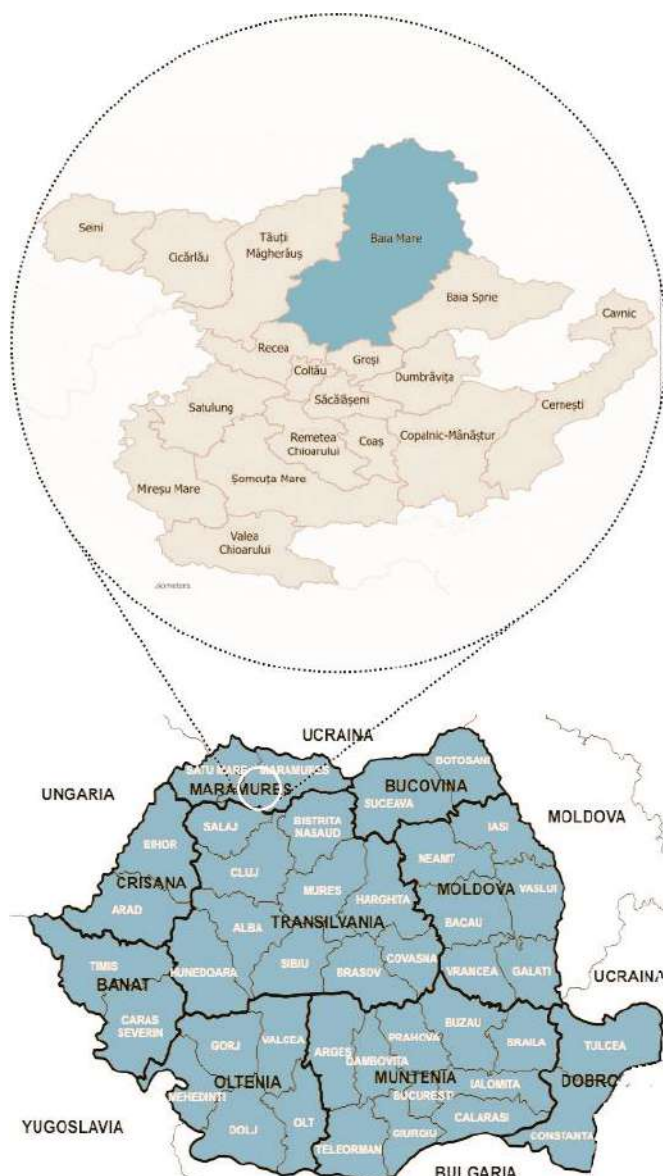 Seini
Cicârlău
Tăuții
Măgherăuș
Baia Mare
Baia Sprie
Cavnic
Recea
Groși
Coltău
Dumbrăvița
Cernești
Satulung
Săcălășeni
Remetea
Chioarului
Coaș
Copalnic-Mănăștur
Mireșu Mare
Șomcuta Mare
Valea
Chioarului
UCRAINA
BOTOSANI
SATU MARE
MARAMURES
UNGARIA
MARAMURES
BUCOVINA
SUCEAVA
MOLDOVA
SALAJ
BISTRITA
NASAUD
IASI
BIHOR
CLUJ
NEAMT
CRISANA
MURES
HARGHITA
MOLDOVA
VASLUI
ARAD
ALBA
TRANSILVANIA
BACAU
TIMIS
HUNEDOARA
SIBIU
BRASOV
COVASNA
VRANCEA
GALATI
UCRAINA
BANAT
CARAS
SEVERIN
GORJ
VALCEA
ARGES
PRAHOVA
BUZAU
BRAILA
TULCEA
DAMBOVITA
OLTENIA
MUNTENIA
IALOMITA
DOBRO
MEHEDINTI
BUCURESTI
YUGOSLAVIA
DOLJ
OLT
TELEORMAN
GIURGIU
CALARASI
CONSTANTA
BULGARIA